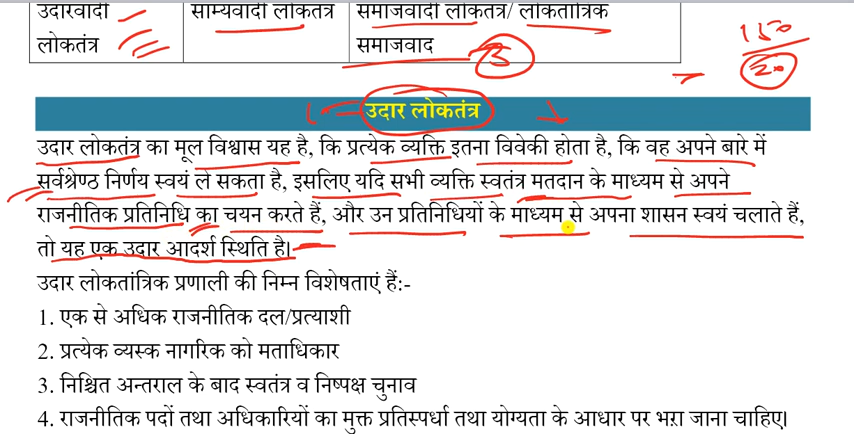 उदारवादी साम्यवादी लोकतंत्र समाजवादी लोकतंत्र/ लोकतांत्रिक
लोकतंत्र समाजवाद
3
150
20
उदार लोकतंत्र
उदार लोकतंत्र का मूल विश्वास यह है, कि प्रत्येक व्यक्ति इतना विवेकी होता है, कि वह अपने बारे में
सर्वश्रेण्ठ निर्णय स्वयं ले सकता है, इसलिए यदि सभी व्यक्ति स्वतंत्र मतदान के माध्यम से अपने
राजनीतिक प्रतिनिधि का चयन करते हैं, और उन प्रतिनिधियों के माध्यम से अपना शासन स्वयं चलाते हैं,
तो यह एक उदार आदर्श स्थिति है।
उदार लोकतांत्रिक प्रणाली की निम्न विशेषताएं हैं:-
1. एक से अधिक राजनीतिक दल/प्रत्याशी
2. प्रत्येक व्यस्क नागरिक को मताधिकार
3. निश्चित अन्तराल के बाद स्वतंत्र व निष्पक्ष चुनाव
4. राजनीतिक पदों तथा अधिकारियों का मुक्त प्रतिस्पर्धा तथा योग्यता के आधार पर भऱा जाना चाहिए।